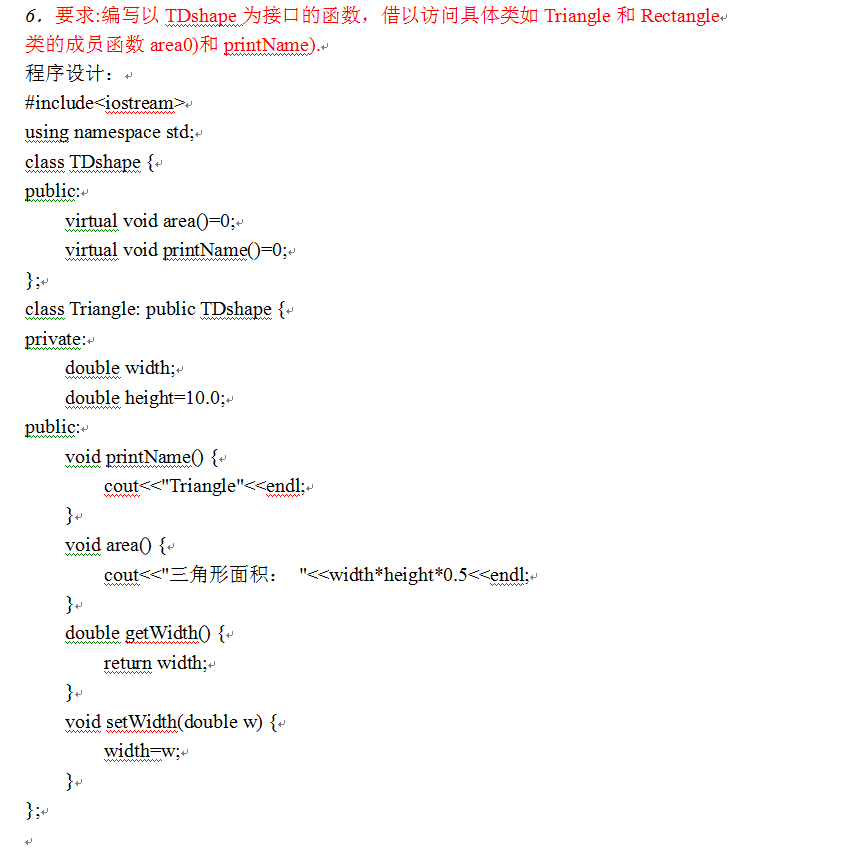 6．要求:编写以 TDshape 为接口的函数，借以访问具体类如 Triangle 和 Rectangle
类的成员函数 area0)和 printName).
程序设计：
#include<iostream>
using namespace std;
class TDshape {
public:
virtual void area()=0;
virtual void printName()=0;
};
class Triangle: public TDshape {
private:
double width;
double height=10.0;
public:
void printName() {
cout<<"Triangle"<<endl;
}
void area() {
cout<<"三角形面积： "<<width*height*0.5<<endl;
}
double getWidth() {
return width;
}
void setWidth(double w) {
width=w;
}
};